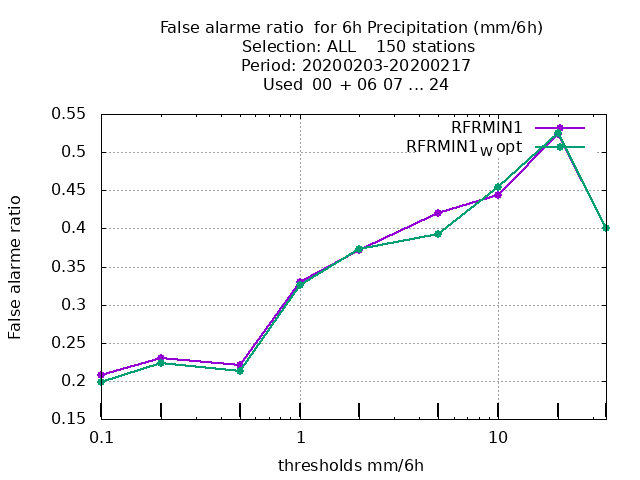 False alarme ratio  for 6h Precipitation (mm/6h)
Selection: ALL    150 stations
Period: 20200203-20200217
Used  00 + 06 07 ... 24
RFRMIN1
RFRMIN1W opt
False alarme ratio
0.55
0.5
0.45
0.4
0.35
0.3
0.25
0.2
0.15
0.1
1
10
thresholds mm/6h